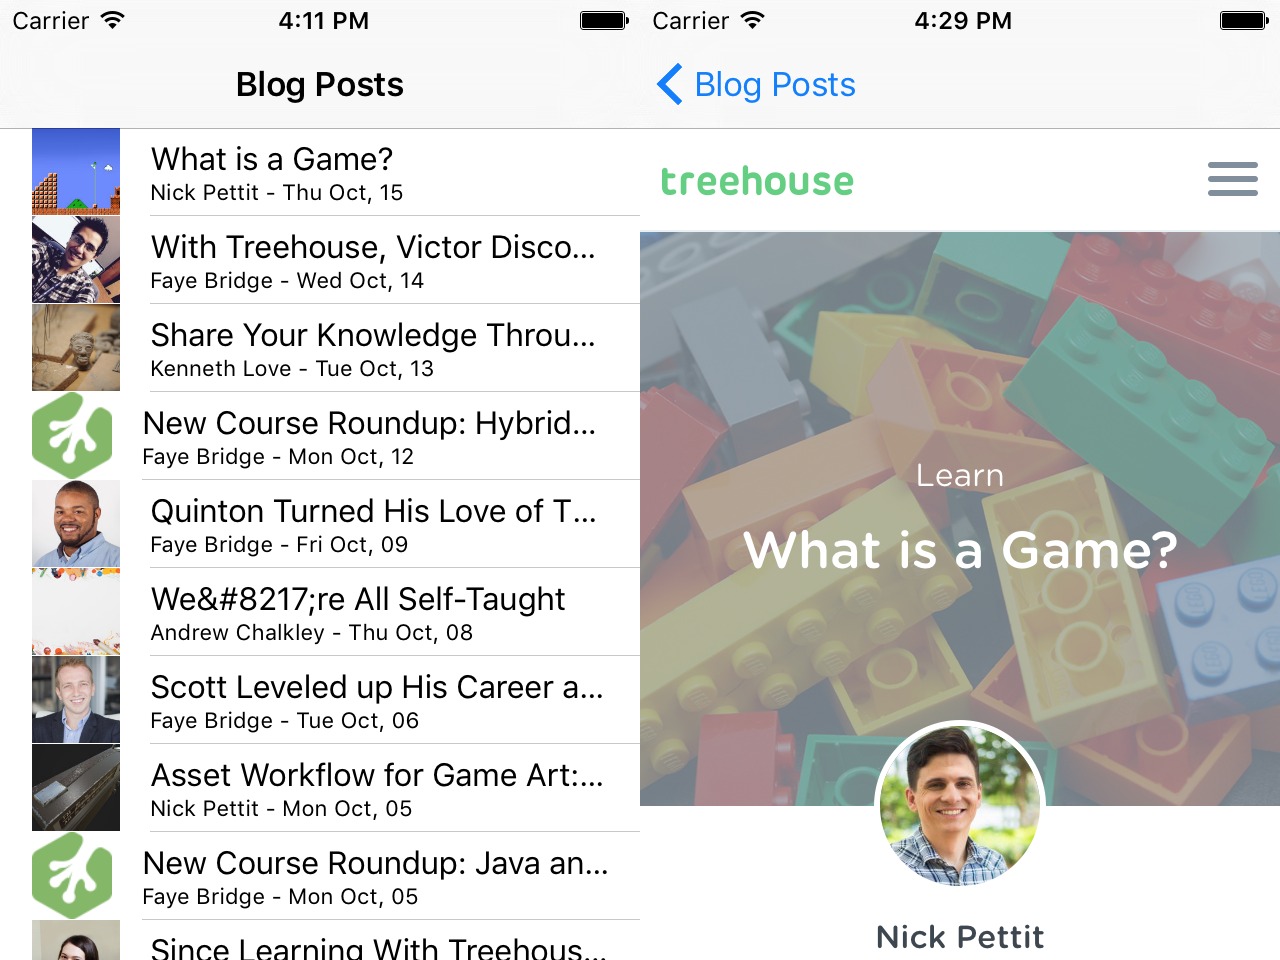 Carrier
4:11 PM
Blog Posts
What is a Game?
Nick Pettit - Thu Oct, 15
With Treehouse, Victor Disco...
Faye Bridge - Wed Oct, 14
Share Your Knowledge Throu...
Kenneth Love - Tue Oct, 13
New Course Roundup: Hybrid...
Faye Bridge - Mon Oct, 12
Quinton Turned His Love of T...
Faye Bridge - Fri Oct, 09
We&#8217;re All Self-Taught
Andrew Chalkley - Thu Oct, 08
Scott Leveled up His Career a...
Faye Bridge - Tue Oct, 06
Asset Workflow for Game Art:...
Nick Pettit - Mon Oct, 05
New Course Roundup: Java an...
Faye Bridge - Mon Oct, 05
Since Learning With Treehous...
Carrier
4:29 PM
Blog Posts
treehouse
Learn
What is a Game?
Nick Pettit